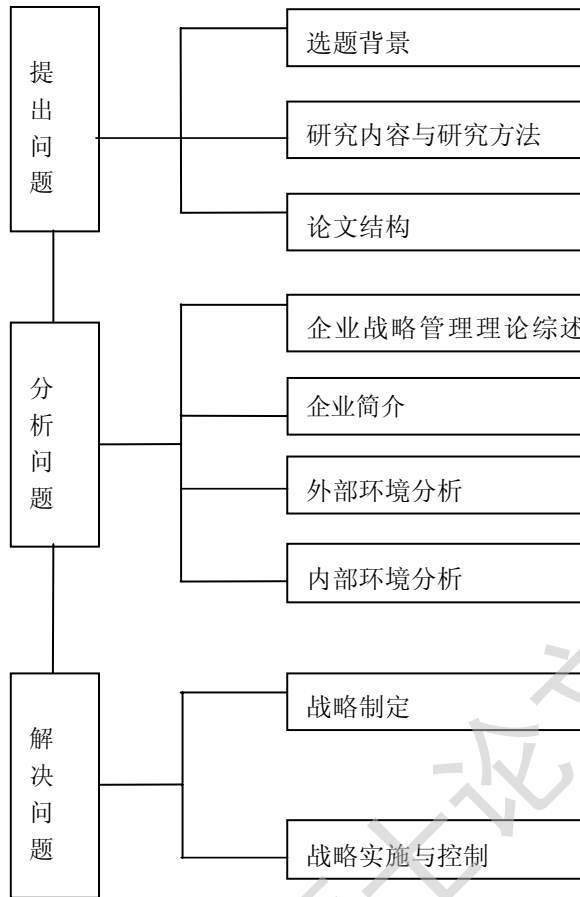 提出问题
选题背景
研究内容与研究方法
论文结构
分析问题
企业战略管理理论综述
企业简介
外部环境分析
内部环境分析
解决问题
战略制定
战略实施与控制